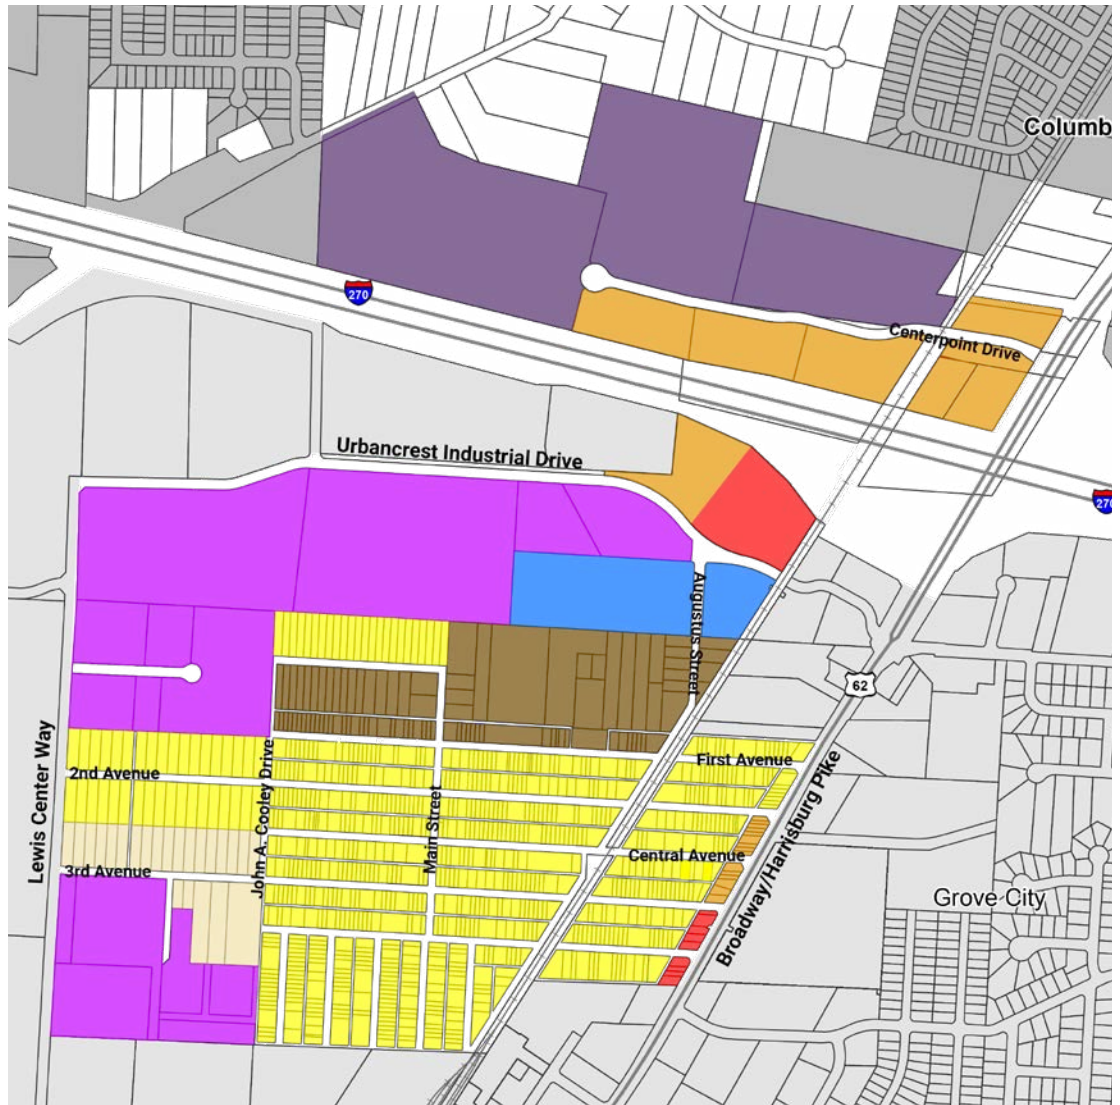 Columb
270
Centerpoint Drive
Urbancrest Industrial Drive
270
Augustus Street
62
First Avenue
2nd Avenue
Lewis Center Way
John A. Cooley Drive
Main Street
Broadway/Harrisburg Pike
Central Avenue
3rd Avenue
Grove City